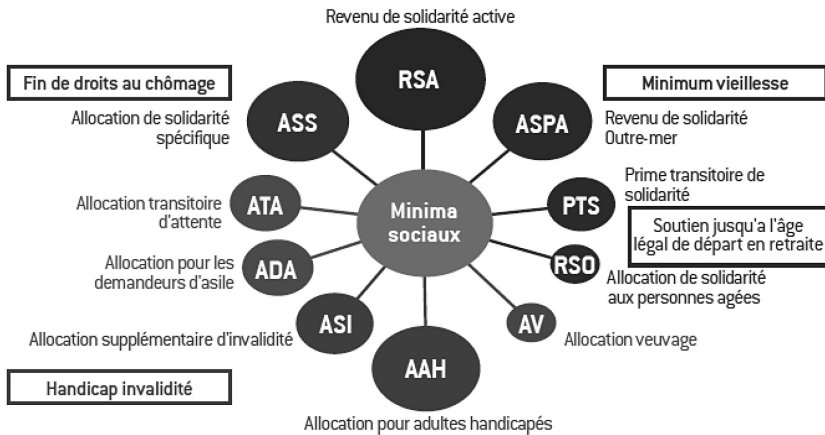 Revenu de solidarité active
RSA
Fin de droits au chômage
Minimum vieillesse
Allocation de solidarité
spécifique
ASS
ASPA
Revenu de solidarité
Outre-mer
Prime transitoire de
solidarité
Allocation transitoire
d'attente
ATA
Minima
sociaux
PTS
Soutien jusqu'a l'âge
légal de départ en retraite
Allocation pour les
demandeurs d'asile
ADA
RSO
Allocation de solidarité
aux personnes agées
Allocation supplémentaire d'invalidité
ASI
AV
Allocation veuvage
AAH
Handicap invalidité
Allocation pour adultes handicapés